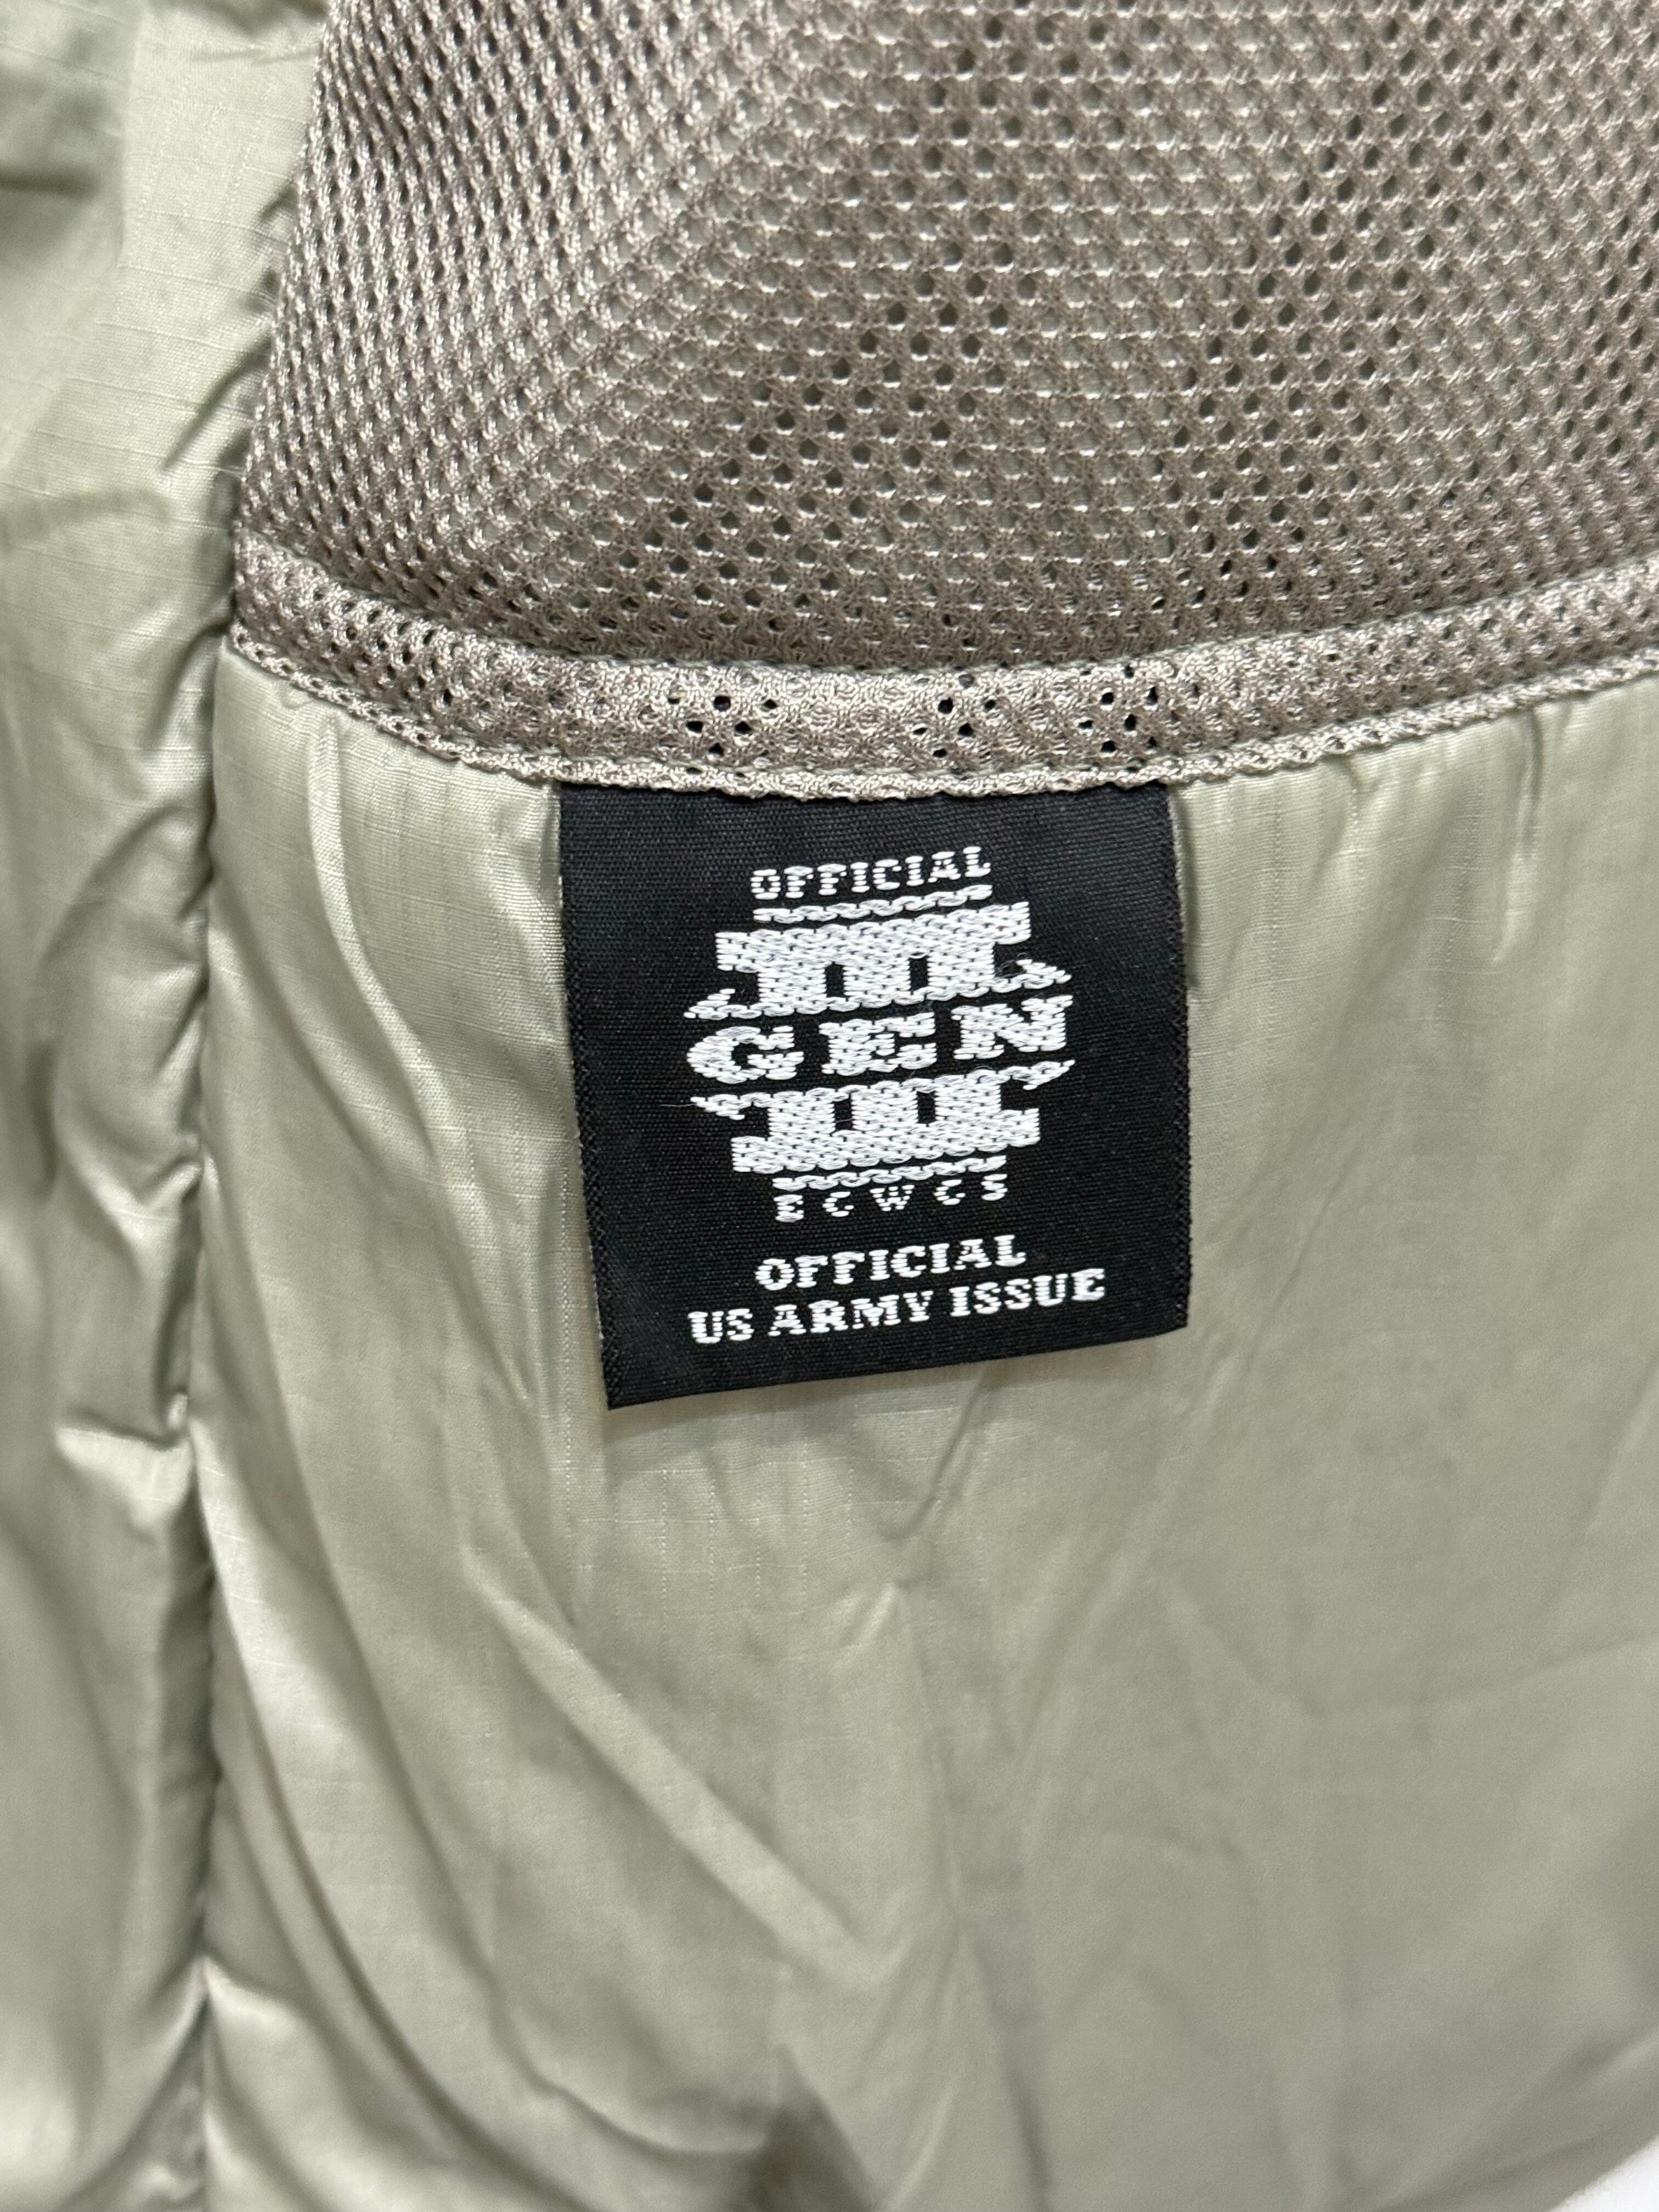 OFFICIAL
III
GEN
III
ECWCS
OFFICIAL
US ARMY ISSUE